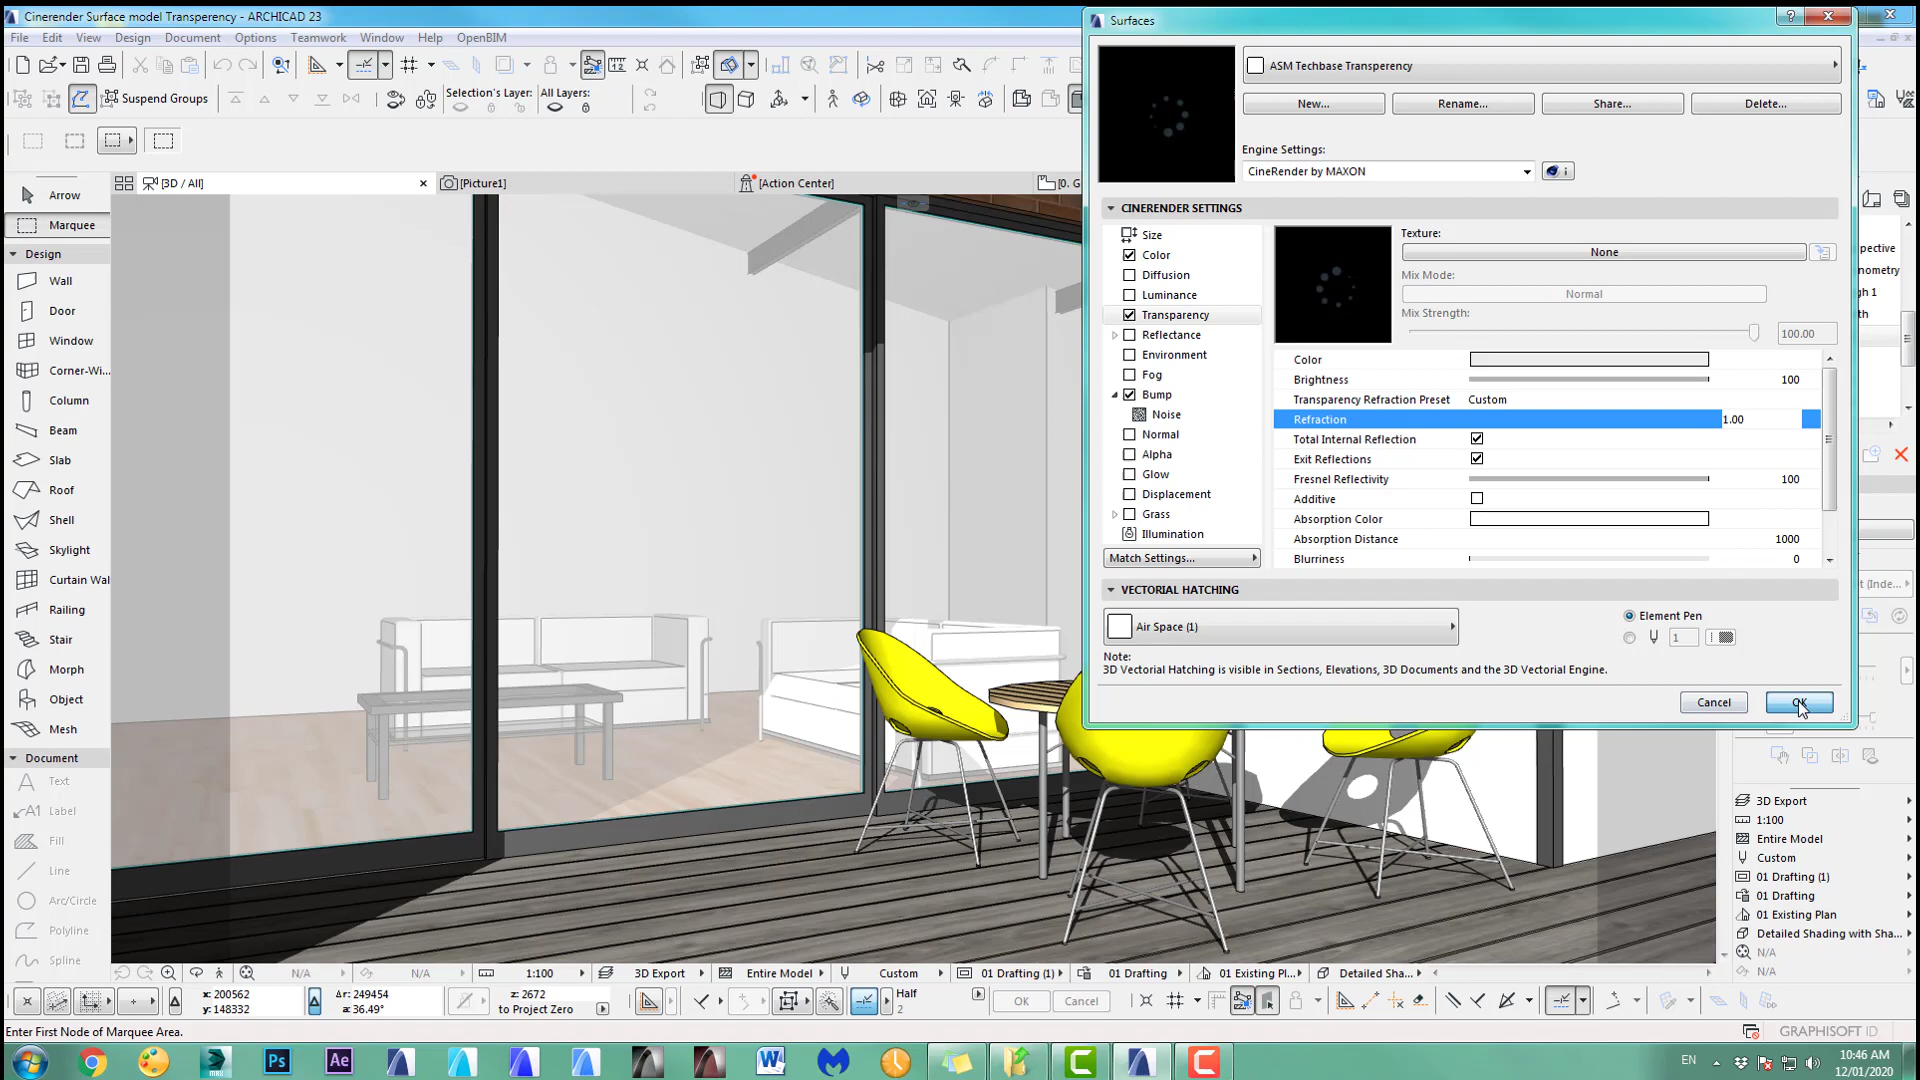 Cinerender Surface model Transperency - ARCHICAD 23
File Edit View Design Document Options Teamwork Window Help OpenBIM
Suspend Groups
Selection's Layer:
All Layers:
[3D / All]
[Picture1]
[Action Center]
[0. G
Arrow
Marquee
Design
Wall
Door
Window
Corner-Wi...
Column
Beam
Slab
Roof
Shell
Skylight
Curtain Wal
Railing
Stair
Morph
Object
Mesh
Document
Text
Label
Fill
Line
Arc/Circle
Polyline
Spline
Surfaces
ASM Techbase Transparency
New...
Rename...
Share...
Delete...
Engine Settings:
CineRender by MAXON
CINERENDER SETTINGS
Size
Color
Diffusion
Luminance
Transparency
Reflectance
Environment
Fog
Bump
Noise
Normal
Alpha
Glow
Displacement
Grass
Illumination
Match Settings...
Texture:
None
Mix Mode:
Normal
Mix Strength:
100.00
Color
Brightness 100
Transparency Refraction Preset Custom
Refraction 1.00
Total Internal Reflection
Exit Reflections
Fresnel Reflectivity 100
Additive
Absorption Color
Absorption Distance 1000
Blurriness 0
VECTORIAL HATCHING
Air Space (1)
Element Pen
1
Note:
3D Vectorial Hatching is visible in Sections, Elevations, 3D Documents and the 3D Vectorial Engine.
Cancel
OK
pective
nometry
gh 1
th
t (Inde...
3D Export
1:100
Entire Model
Custom
01 Drafting (1)
01 Drafting
01 Existing Plan
Detailed Shading with Sha...
N/A
N/A
N/A
N/A
1:100
3D Export
Entire Model
Custom
01 Drafting (1)
01 Drafting
01 Existing Pl...
Detailed Sha...
x: 200562
y: 148332
Δr: 249454
a: 36.49°
z: 2672
to Project Zero
Half
2
OK
Cancel
Enter First Node of Marquee Area.
GRAPHISOFT ID
EN
10:46 AM
12/01/2020